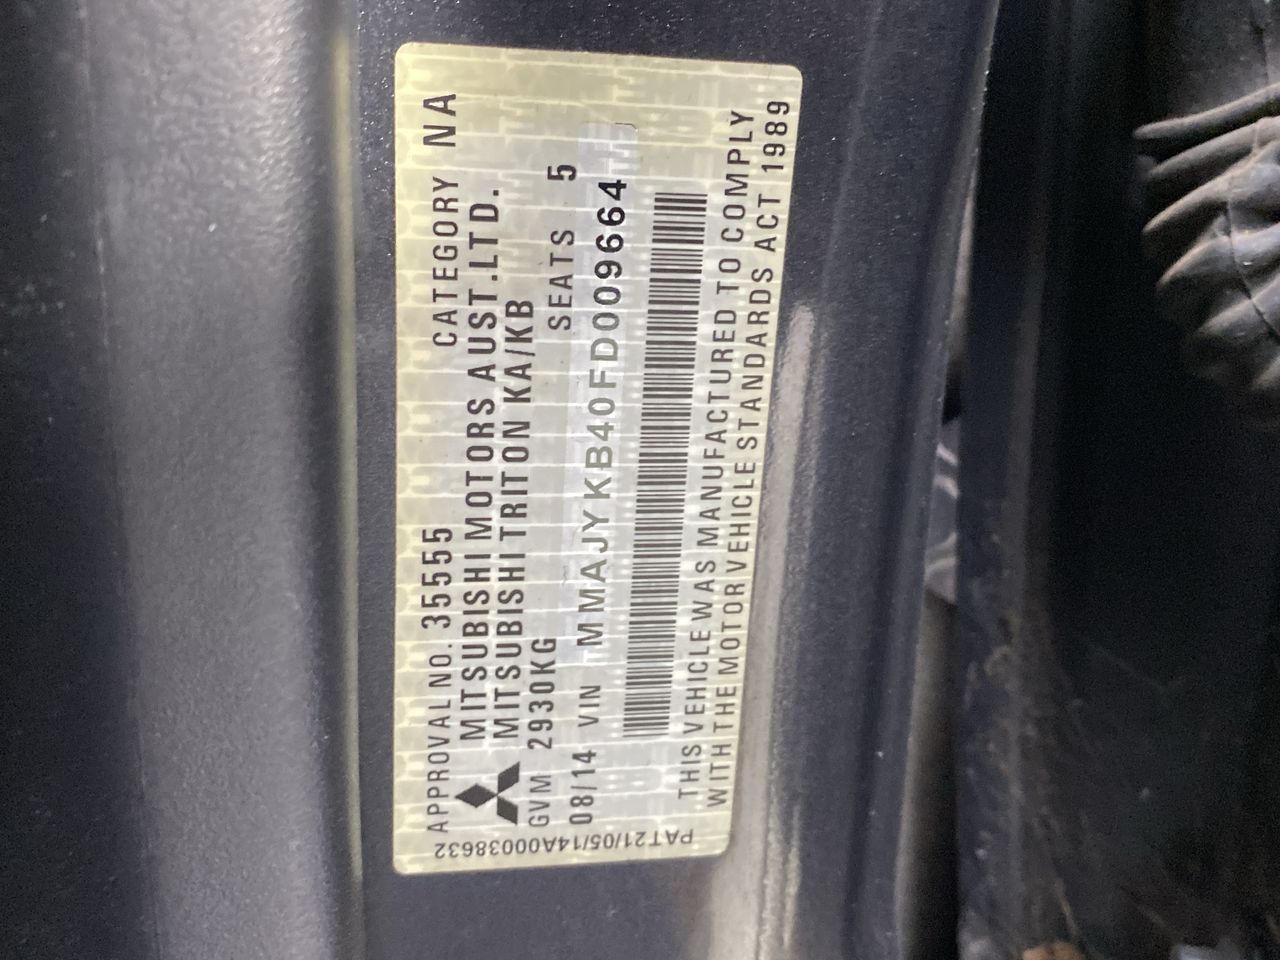 APPROVAL NO. 35555 CATEGORY NA
MITSUBISHI MOTORS AUST.LTD.
MITSUBISHI TRITON KA/KB
GVM 2930KG SEATS 5
08/14 VIN MMAJYKB40FD009664
THIS VEHICLE WAS MANUFACTURED TO COMPLY
WITH THE MOTOR VEHICLE STANDARDS ACT 1989
PAT21/05/14A00038632